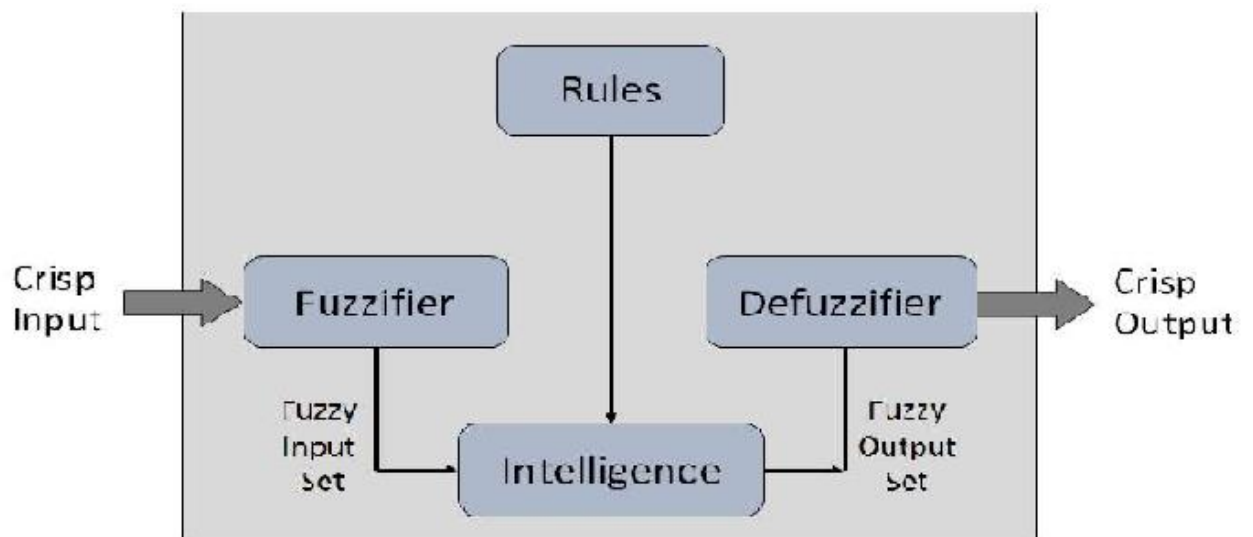 Rules
Crisp
Input
Fuzzifier
Defuzzifier
Crisp
Output
Fuzzy
Input
Set
Intelligence
Fuzzy
Output
Set